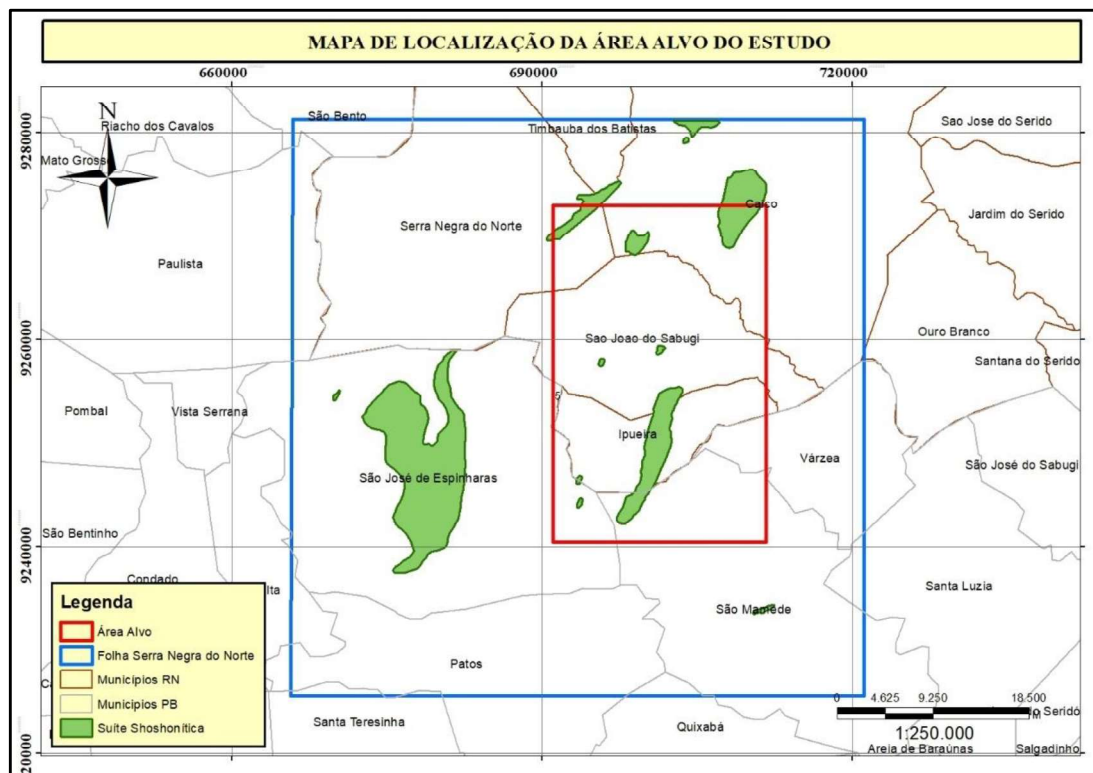 MAPA DE LOCALIZAÇÃO DA ÁREA ALVO DO ESTUDO
660000
690000
720000
N
São Bento
Riacho dos Cavalos
Timbauba dos Batistas
Sao Jose do Serido
9280000
Mato Grosso
Caico
Jardim do Serido
Serra Negra do Norte
Paulista
Ouro Branco
9260000
Sao Joao do Sabugi
Santana do Serido
Pombal
Vista Serrana
Ipueira
Várzea
São José do Sabugi
São José de Espinharas
São Bentinho
9240000
Condado
Santa Luzia
São Mamede
Legenda
Área Alvo
Folha Serra Negra do Norte
Municípios RN
Municípios PB
Suíte Shoshonítica
Patos
Santa Teresinha
Quixabá
0 4.625 9.250 18.500
M
o Seridó
1:250.000
Areia de Baraúnas
Salgadinho